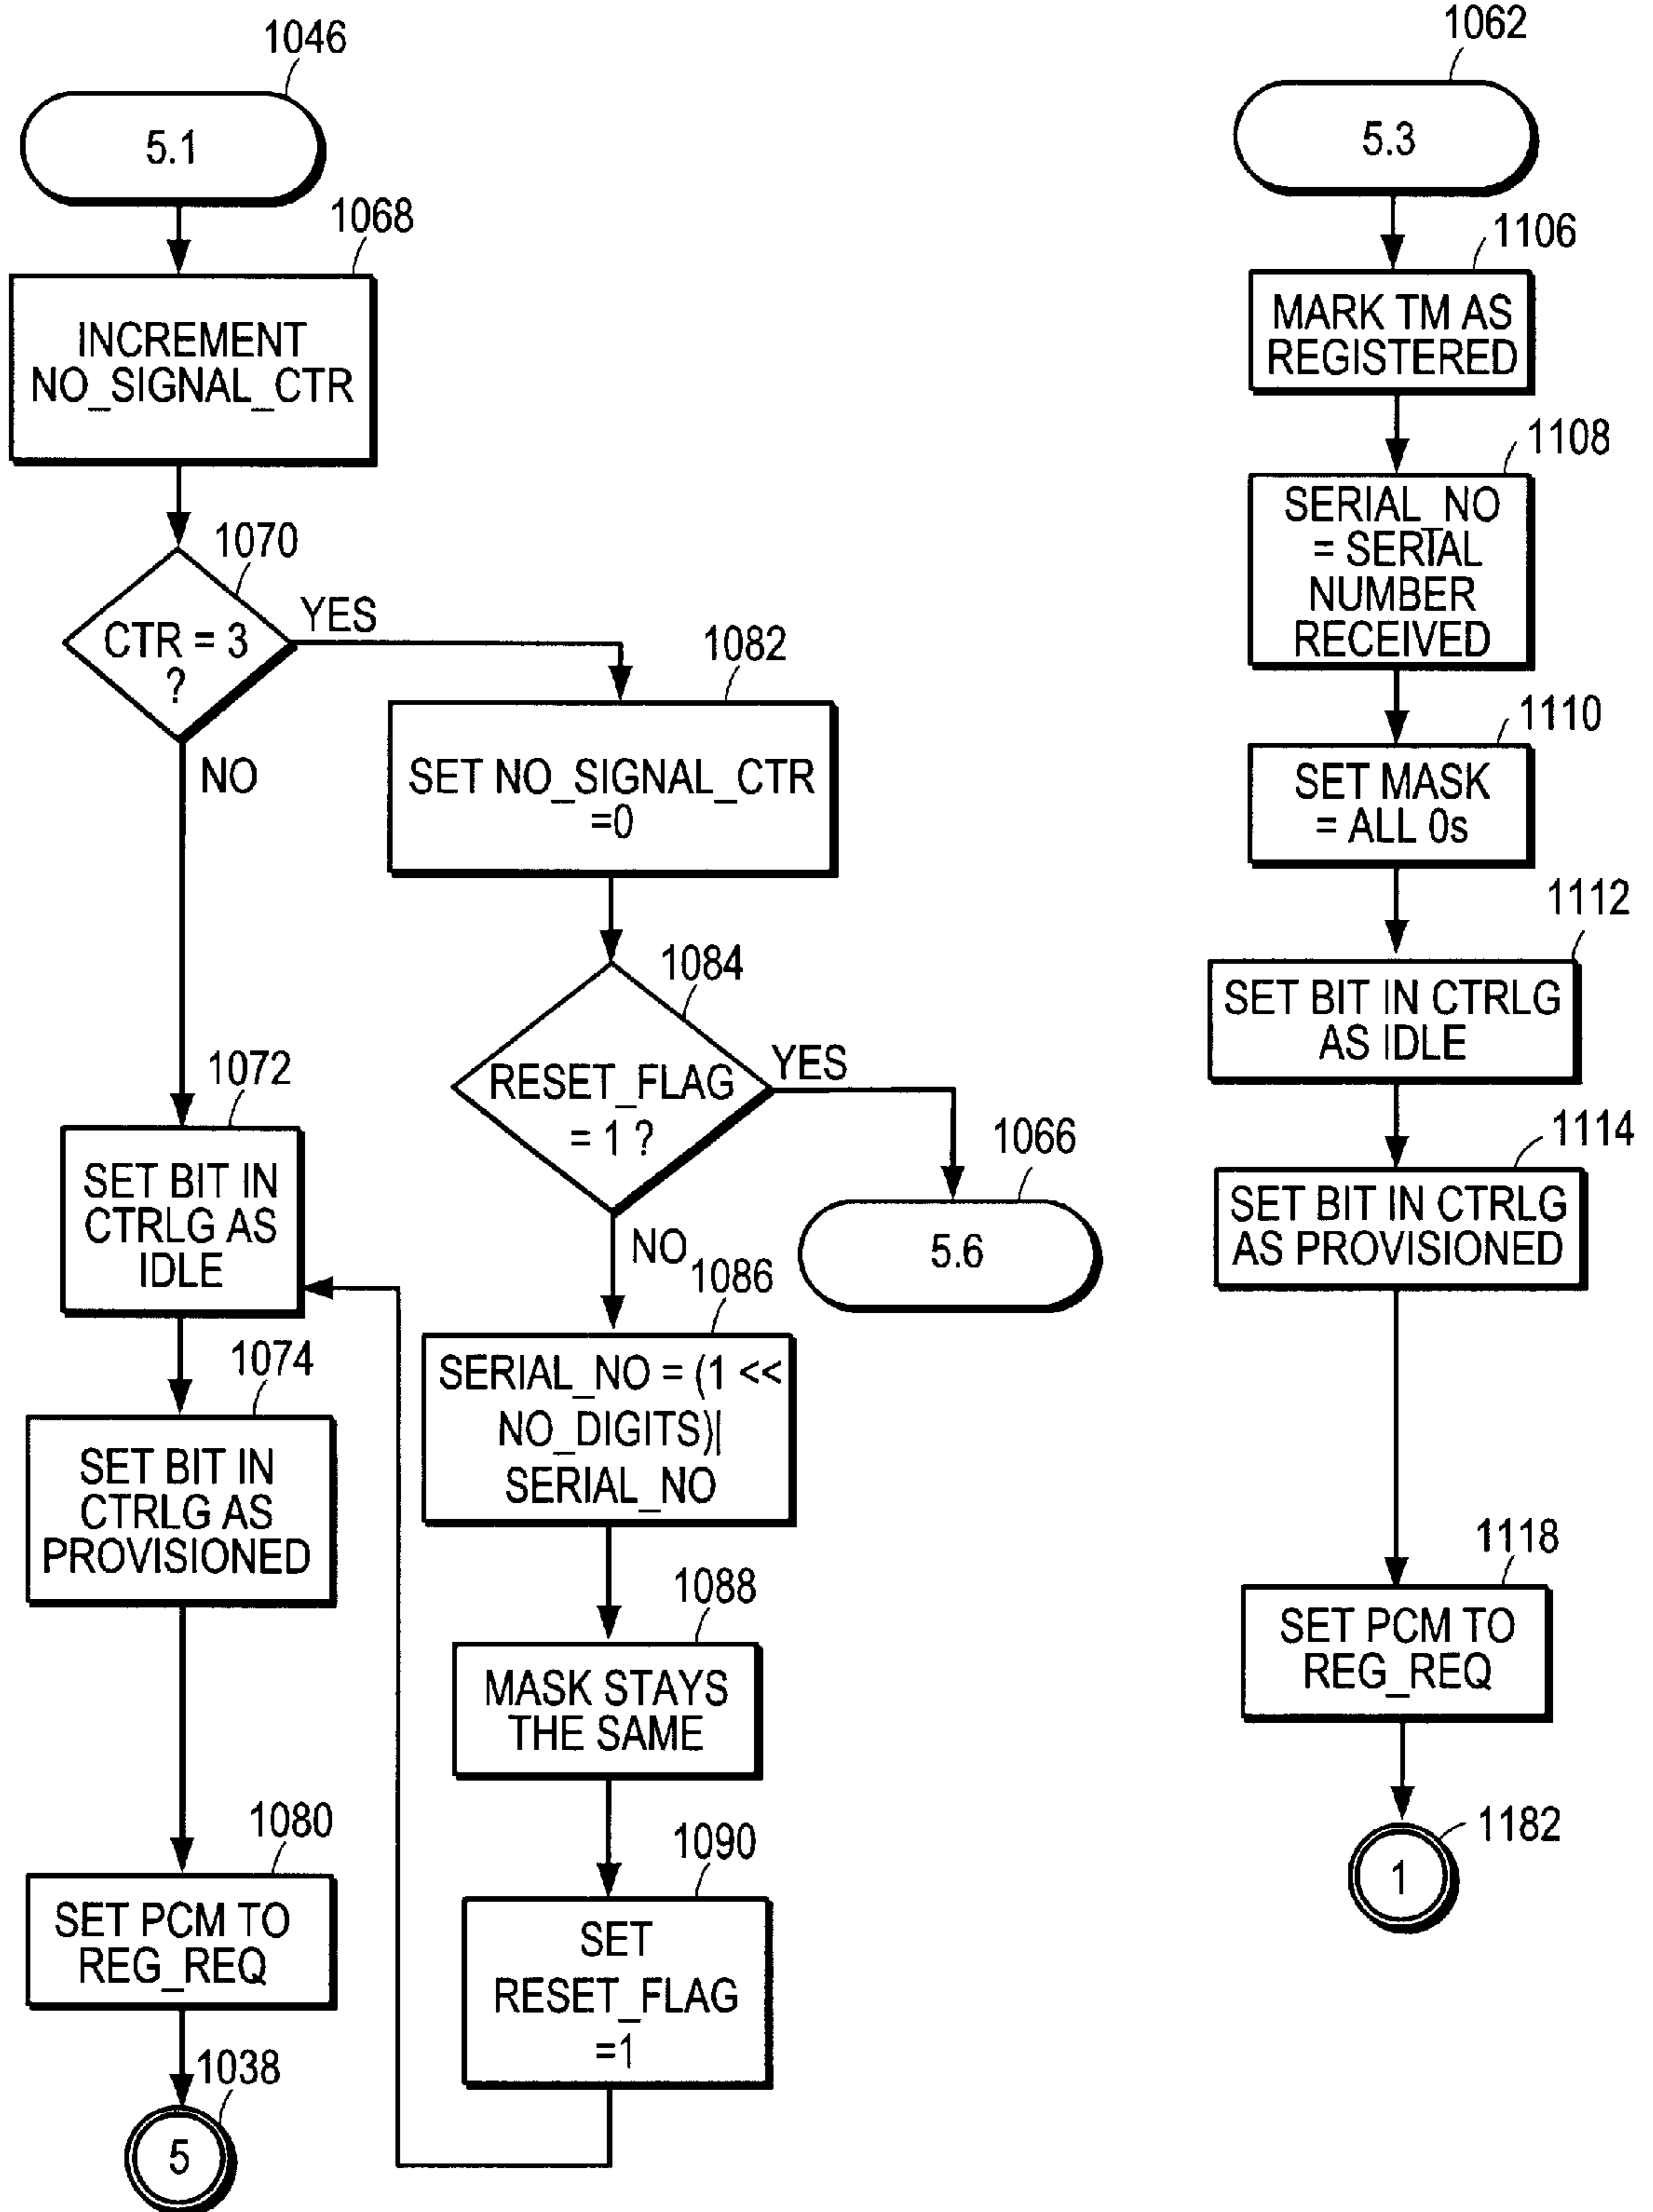 1046
5.1
1068
INCREMENT
NO_SIGNAL_CTR
1070
CTR = 3
?
YES
NO
1082
SET NO_SIGNAL_CTR
=0
1084
RESET_FLAG
= 1 ?
YES
NO
1066
5.6
1086
SERIAL_NO = (1 <<
NO_DIGITS)|
SERIAL_NO
1088
MASK STAYS
THE SAME
1090
SET
RESET_FLAG
=1
1072
SET BIT IN
CTRLG AS
IDLE
1074
SET BIT IN
CTRLG AS
PROVISIONED
1080
SET PCM TO
REG_REQ
1038
5
1062
5.3
1106
MARK TM AS
REGISTERED
1108
SERIAL_NO
= SERIAL
NUMBER
RECEIVED
1110
SET MASK
= ALL 0s
1112
SET BIT IN CTRLG
AS IDLE
1114
SET BIT IN CTRLG
AS PROVISIONED
1118
SET PCM TO
REG_REQ
1182
1